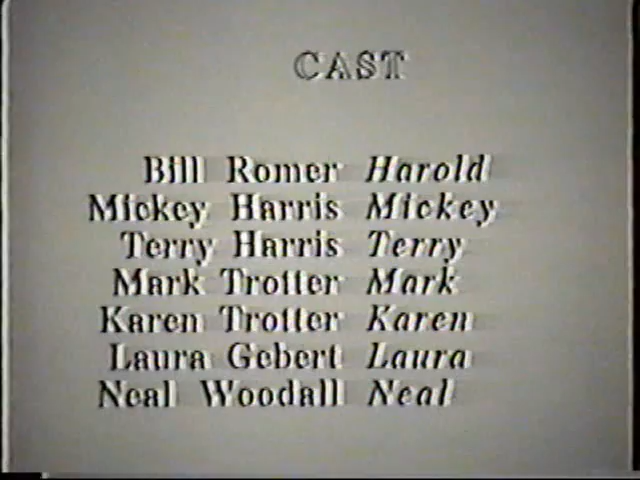 CAST
Bill Romer Harold
Mickey Harris Mickey
Terry Harris Terry
Mark Trotter Mark
Karen Trotter Karen
Laura Gebert Laura
Neal Woodall Neal